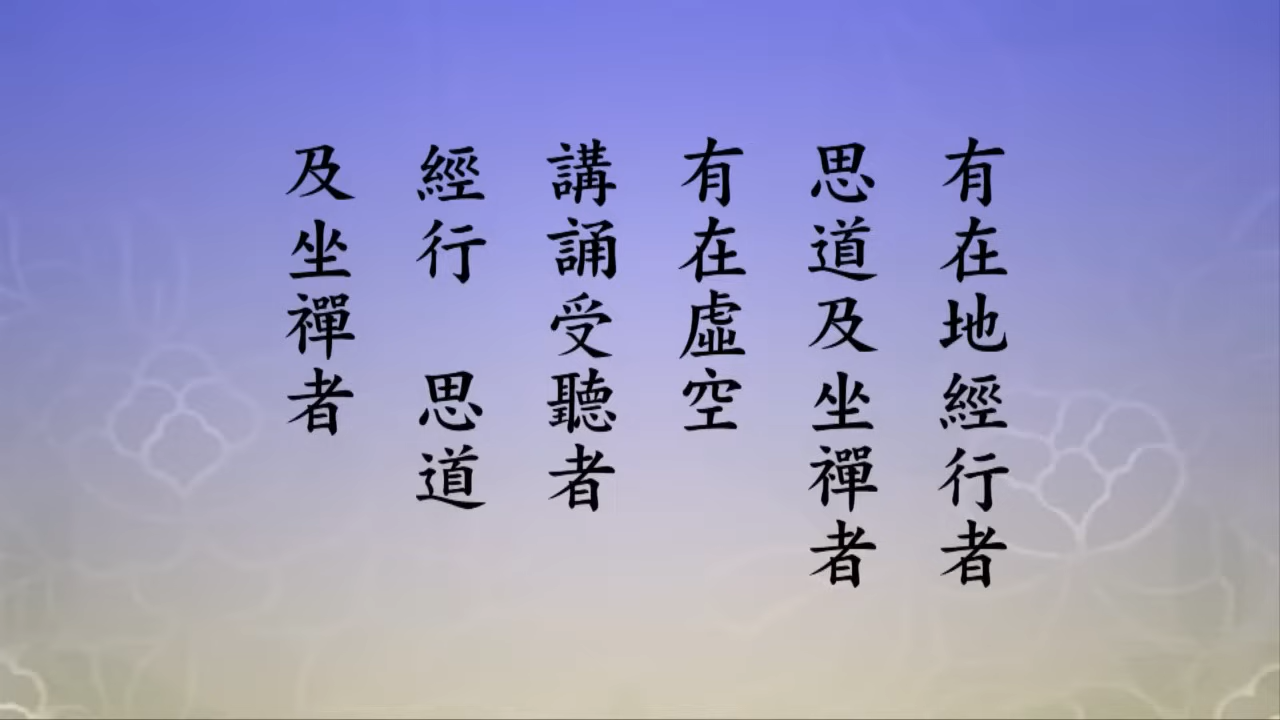 有在地經行者
思道及坐禪者
有在虛空
講誦受聽者
經行　思道
及坐禪者